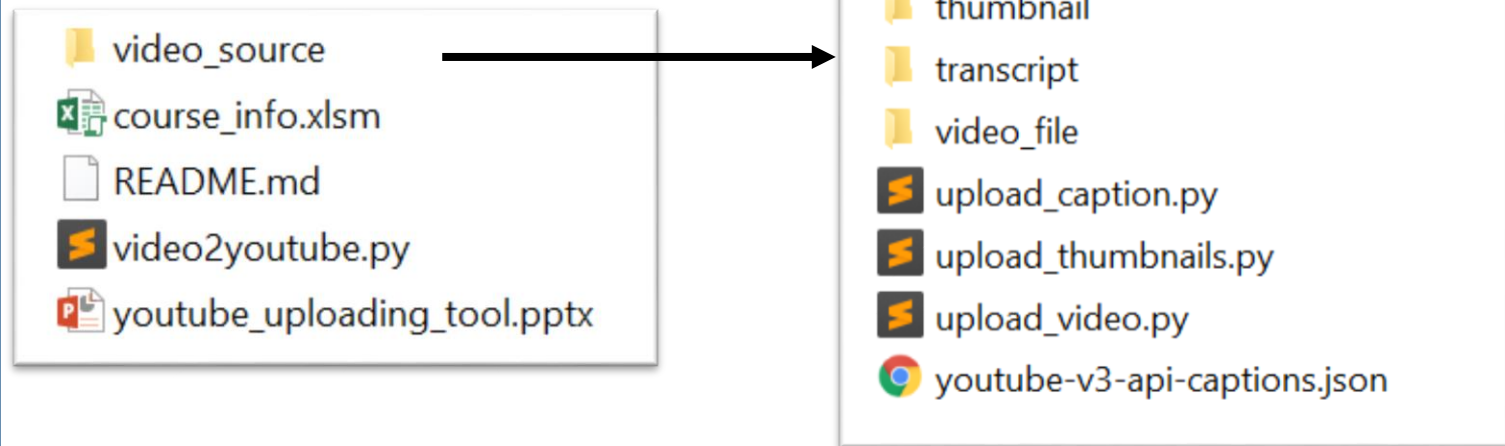 video_source
course_info.xlsm
README.md
video2youtube.py
youtube_uploading_tool.pptx
thumbnail
transcript
video_file
upload_caption.py
upload_thumbnails.py
upload_video.py
youtube-v3-api-captions.json